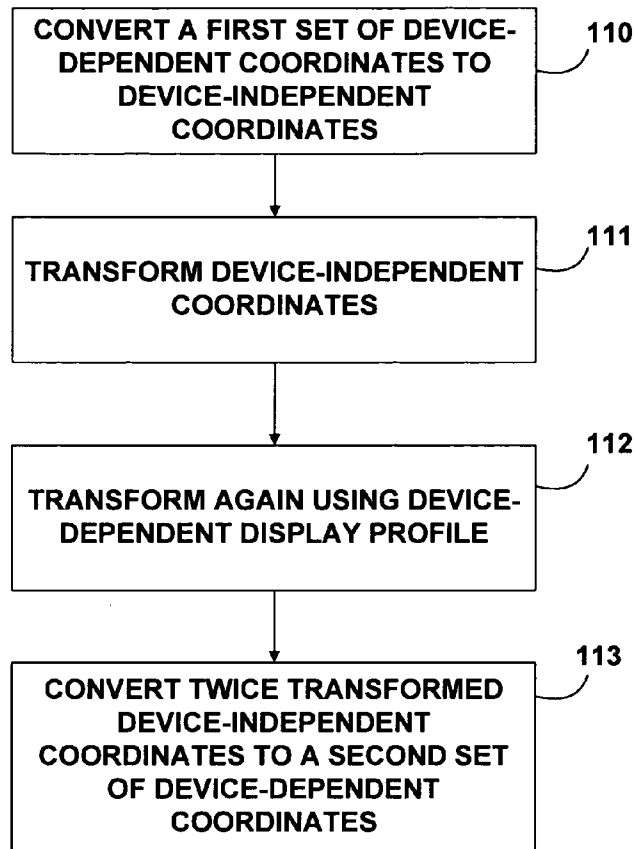 CONVERT A FIRST SET OF DEVICE-
DEPENDENT COORDINATES TO
DEVICE-INDEPENDENT
COORDINATES
110
TRANSFORM DEVICE-INDEPENDENT
COORDINATES
111
TRANSFORM AGAIN USING DEVICE-
DEPENDENT DISPLAY PROFILE
112
CONVERT TWICE TRANSFORMED
DEVICE-INDEPENDENT
COORDINATES TO A SECOND SET
OF DEVICE-DEPENDENT
COORDINATES
113